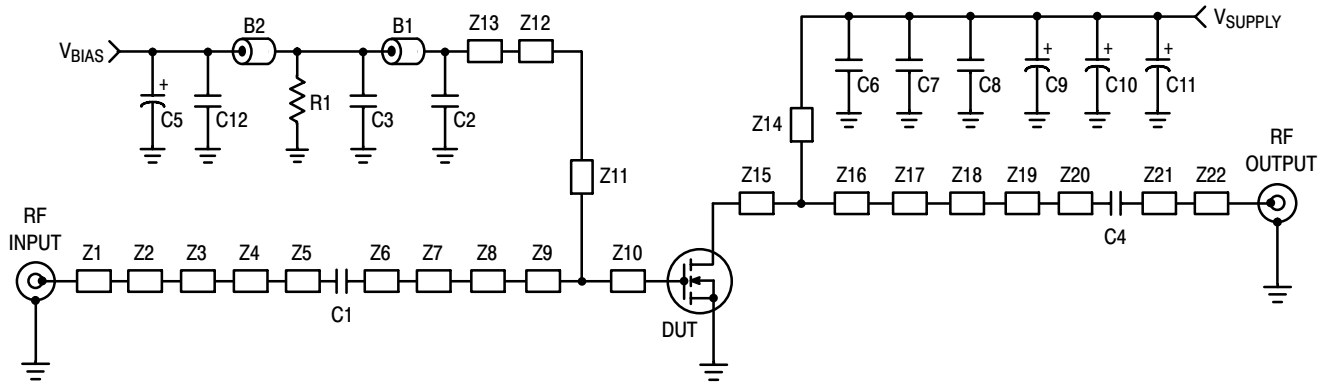 B2
B1
Z13
Z12
VBIAS
VSUPPLY
+
C5
C12
R1
C3
C2
C6
C7
C8
+
C9
+
C10
+
C11
Z14
Z11
RF
OUTPUT
Z15
Z16
Z17
Z18
Z19
Z20
Z21
Z22
C4
RF
INPUT
Z1
Z2
Z3
Z4
Z5
Z6
Z7
Z8
Z9
Z10
C1
DUT